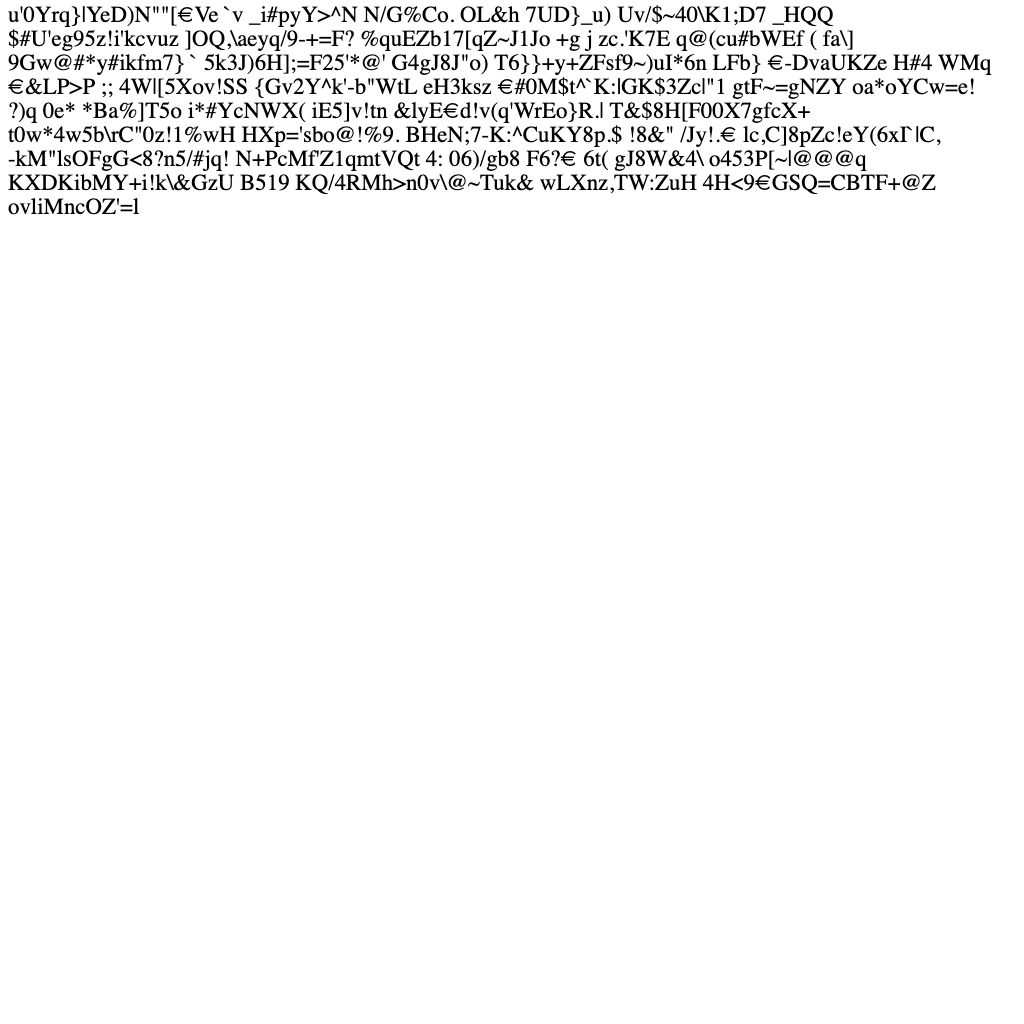 u'0Yrq}|YeD)N""[€Ve`v _i#pyY>^N N/G%Co. OL&h 7UD}_u) Uv/$~40\K1;D7 _HQQ
$#U'eg95z!i'kcvuz ]OQ,\aeyq/9-+=F? %quEZb17[qZ~J1Jo +g j zc.'K7E q@(cu#bWEf ( fa\]
9Gw@#*y#ikfm7}` 5k3J)6H];=F25'*@' G4gJ8J"o) T6}}+y+ZFsf9~)uI*6n LFb} €-DvaUKZe H#4 WMq
€&LP>P ;; 4W|[5Xov!SS {Gv2Y^k'-b"WtL eH3ksz €#0M$t^`K:|GK$3Zc|"1 gtF~=gNZY oa*oYCw=e!
?)q 0e* *Ba%]T5o i*#YcNWX( iE5]v!tn &lyE€d!v(q'WrEo}R.| T&$8H[F00X7gfcX+
t0w*4w5b\rC"0z!1%wH HXp='sbo@!%9. BHeN;7-K:^CuKY8p.$ !8&" /Jy!.€ lc,C]8pZc!eY(6xI` lC,
-kM"lsOFgG<8?n5/#jq! N+PcMf'Z1qmtVQt 4: 06)/gb8 F6?€ 6t( gJ8W&4\ o453P[~|@@@q
KXDKibMY+i!k\&GzU B519 KQ/4RMh>n0v\@~Tuk& wLXnz,TW:ZuH 4H<9€GSQ=CBTF+@Z
ovliMncOZ'=l